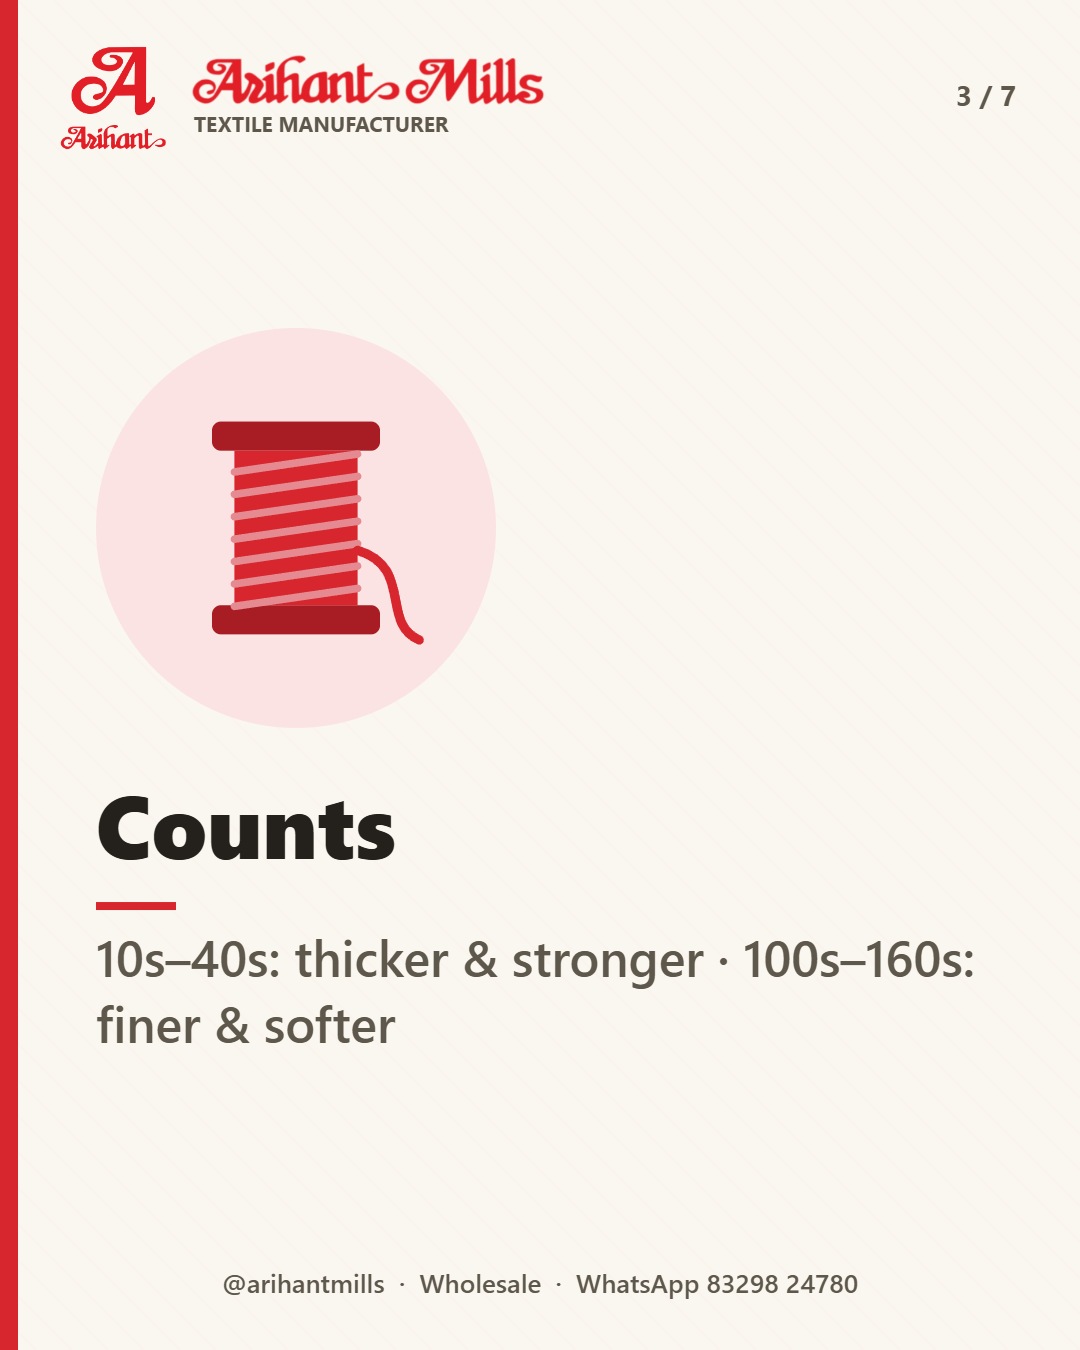 A
Arihant
Arihant Mills
TEXTILE MANUFACTURER
3 / 7
Counts
10s–40s: thicker & stronger · 100s–160s:
finer & softer
@arihantmills · Wholesale · WhatsApp 83298 24780